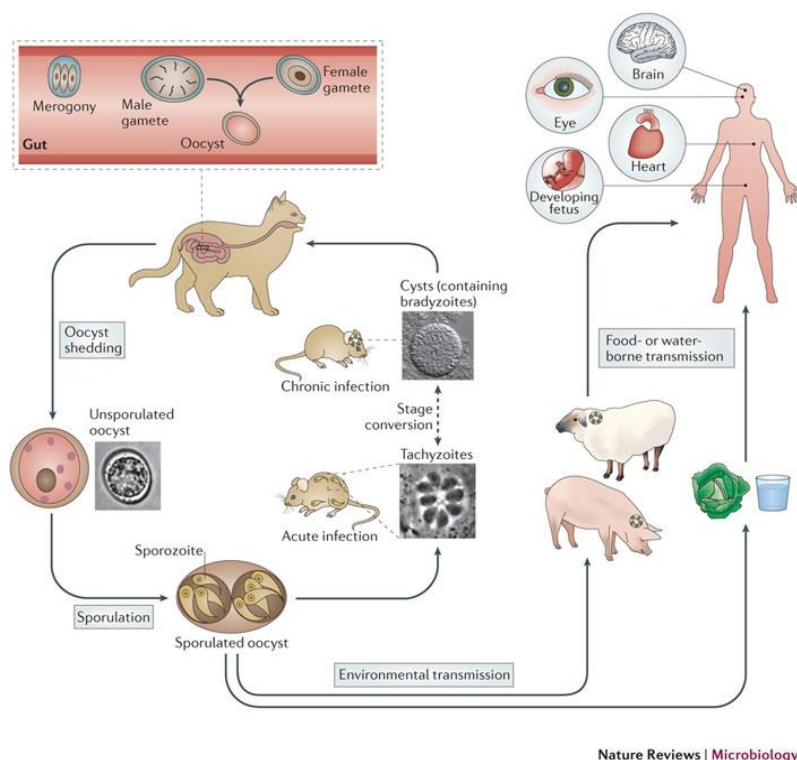 Merogony
Male
gamete
Female
gamete
Oocyst
Gut
Brain
Eye
Heart
Developing
fetus
Cysts (containing
bradyzoites)
Oocyst
shedding
Chronic infection
Food- or water-
borne transmission
Unsporulated
oocyst
Stage
conversion
Tachyzoites
Acute infection
Sporozoite
Sporulation
Sporulated oocyst
Environmental transmission
Nature Reviews | Microbiology